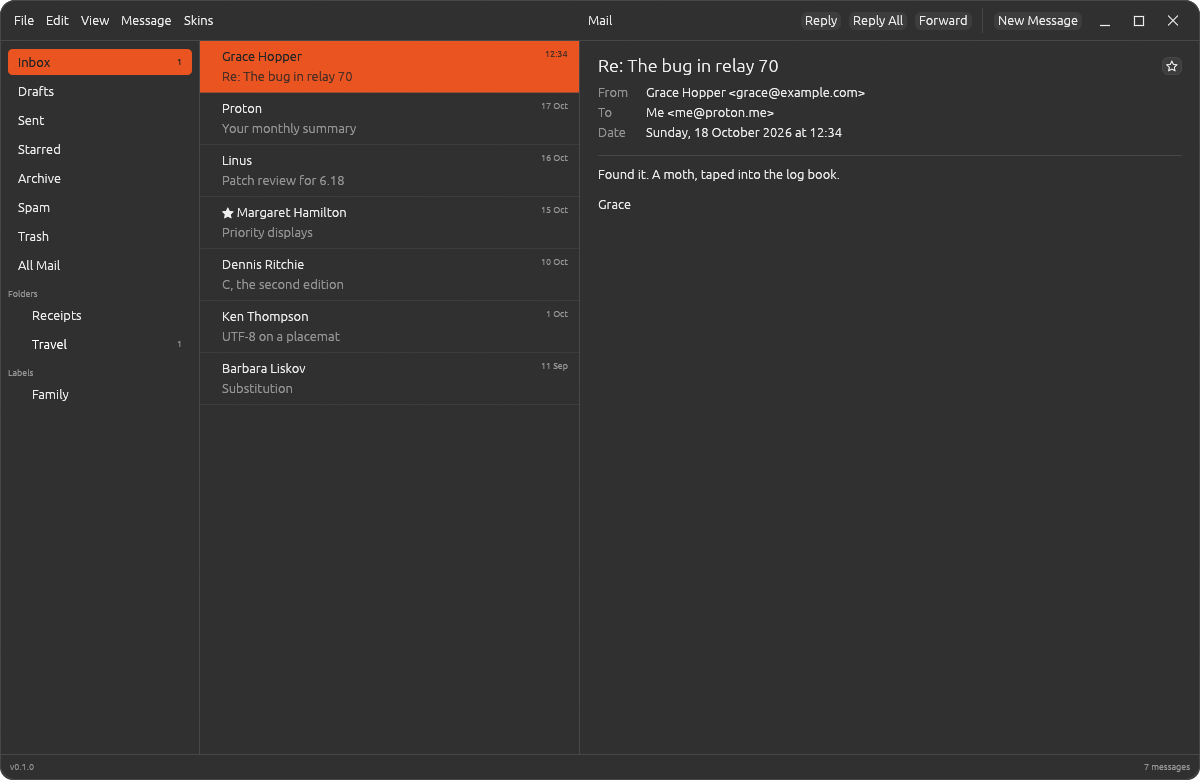 File Edit View Message Skins
Mail
Reply Reply All Forward New Message
Inbox 1
Drafts
Sent
Starred
Archive
Spam
Trash
All Mail
Folders
Receipts
Travel 1
Labels
Family
Grace Hopper 12:34
Re: The bug in relay 70
Proton 17 Oct
Your monthly summary
Linus 16 Oct
Patch review for 6.18
Margaret Hamilton 15 Oct
Priority displays
Dennis Ritchie 10 Oct
C, the second edition
Ken Thompson 1 Oct
UTF-8 on a placemat
Barbara Liskov 11 Sep
Substitution
Re: The bug in relay 70
From Grace Hopper <grace@example.com>
To Me <me@proton.me>
Date Sunday, 18 October 2026 at 12:34
Found it. A moth, taped into the log book.
Grace
v0.1.0
7 messages